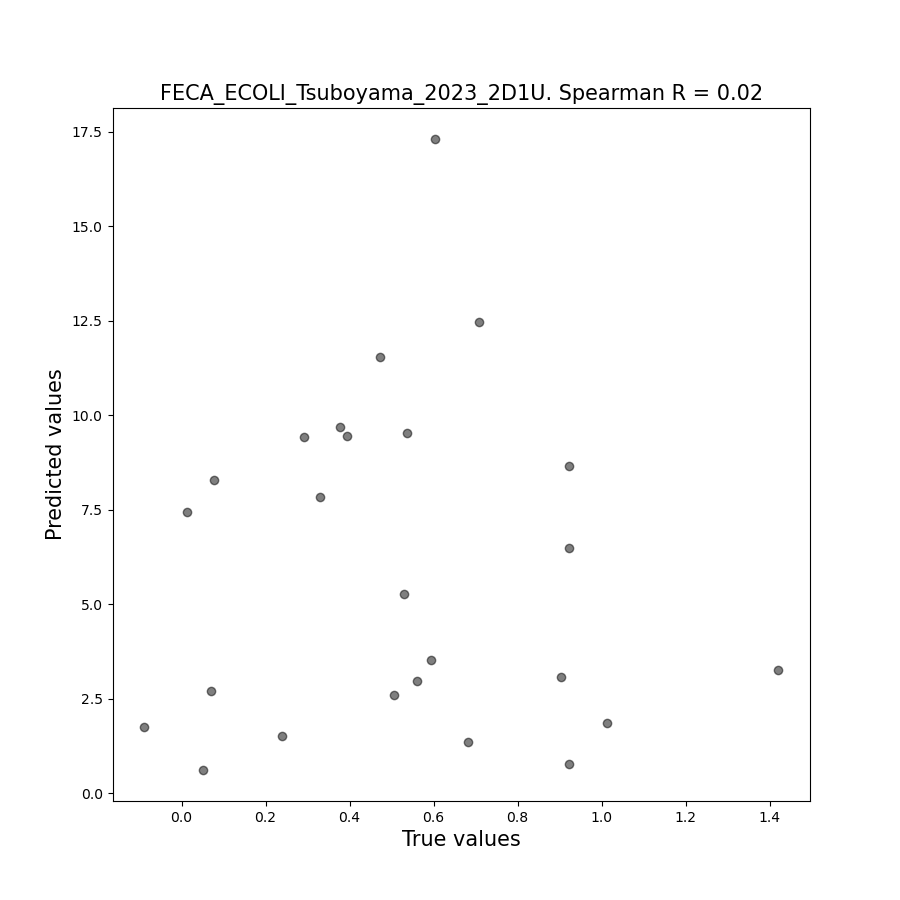 FECA_ECOLI_Tsuboyama_2023_2D1U. Spearman R = 0.02
17.5
15.0
12.5
10.0
7.5
5.0
2.5
0.0
Predicted values
0.0 0.2 0.4 0.6 0.8 1.0 1.2 1.4
True values